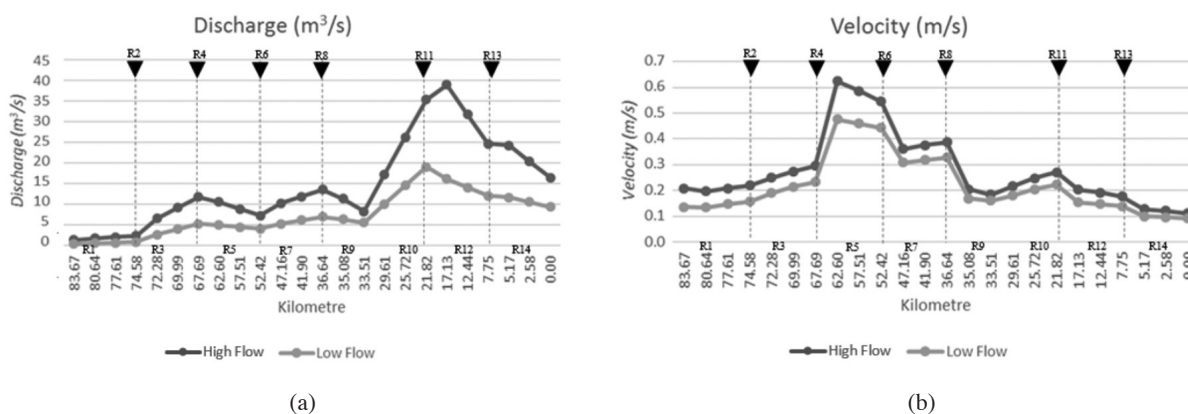 Discharge (m³/s)
R2 R4 R6 R8 R11 R13
45
40
35
30
25
20
15
10
5
0
Discharge (m³/s)
R1 R3 R5 R7 R9 R10 R12 R14
83.67 80.64 77.61 74.58 72.28 69.99 67.69 62.60 57.51 52.42 47.16 41.90 36.64 35.08 33.51 29.61 25.72 21.82 17.13 12.44 7.75 5.17 2.58 0.00
Kilometre
High Flow Low Flow
(a)
Velocity (m/s)
R2 R4 R6 R8 R11 R13
0.7
0.6
0.5
0.4
0.3
0.2
0.1
0.0
Velocity (m/s)
R1 R3 R5 R7 R9 R10 R12 R14
83.67 80.64 77.61 74.58 72.28 69.99 67.69 62.60 57.51 52.42 47.16 41.90 36.64 35.08 33.51 29.61 25.72 21.82 17.13 12.44 7.75 5.17 2.58 0.00
Kilometre
High Flow Low Flow
(b)